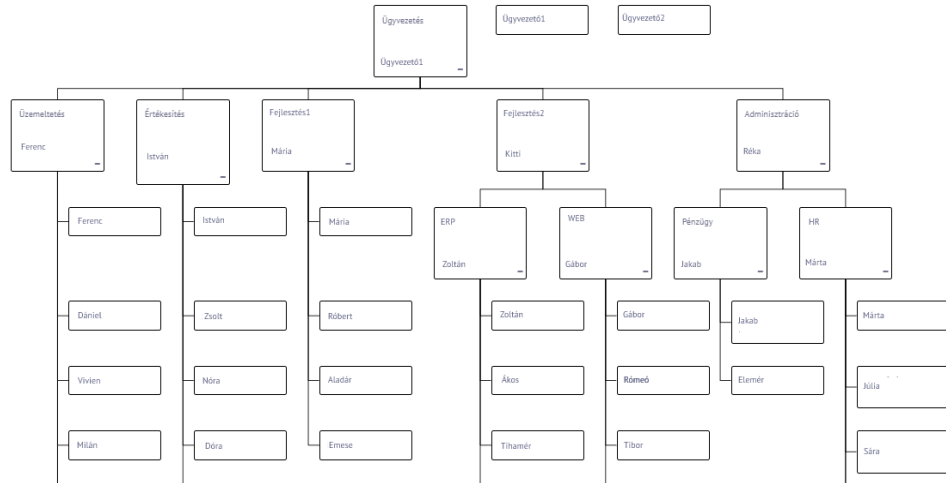 Ügyvezetés
Ügyvezető1
Ügyvezető1
Ügyvezető2
Üzemeltetés
Ferenc
Értékesítés
István
Fejlesztés1
Mária
Fejlesztés2
Kitti
Adminisztráció
Réka
Ferenc
István
Mária
ERP
Zoltán
WEB
Gábor
Pénzügy
Jakab
HR
Márta
Dániel
Zsolt
Róbert
Zoltán
Gábor
Jakab
Márta
Vivien
Nóra
Aladár
Ákos
Rómeó
Elemér
Júlia
Milán
Dóra
Emese
Tihamér
Tibor
Sára